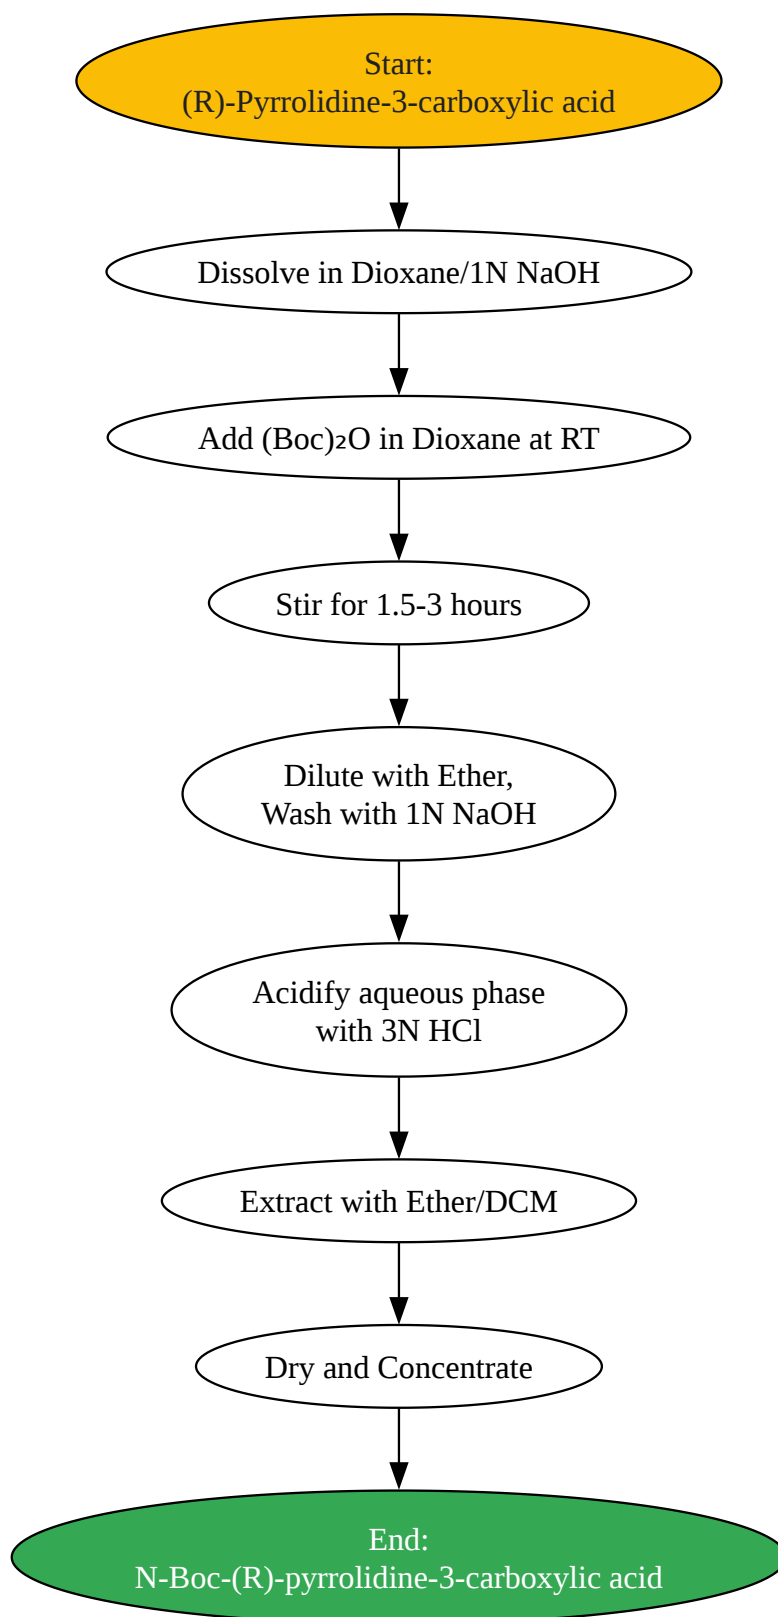 Start:
(R)-Pyrrolidine-3-carboxylic acid
Dissolve in Dioxane/1N NaOH
Add (Boc)₂O in Dioxane at RT
Stir for 1.5-3 hours
Dilute with Ether,
Wash with 1N NaOH
Acidify aqueous phase
with 3N HCl
Extract with Ether/DCM
Dry and Concentrate
End:
N-Boc-(R)-pyrrolidine-3-carboxylic acid